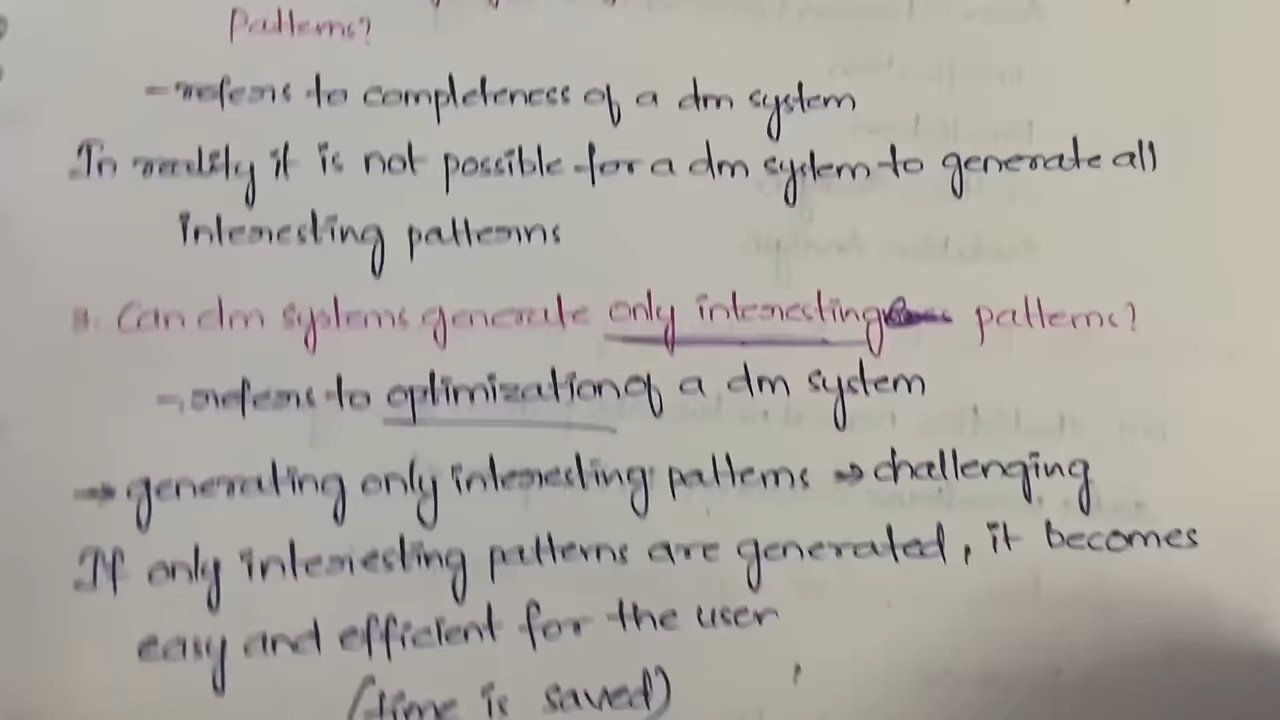 patterns?
- refers to completeness of a dm system
In reality it is not possible for a dm system to generate all
interesting patterns
Can dm systems generate only interesting patterns?
- refers to optimization of a dm system
→ generating only interesting patterns ⇒ challenging
If only interesting patterns are generated, it becomes
easy and efficient for the user
(time is saved)